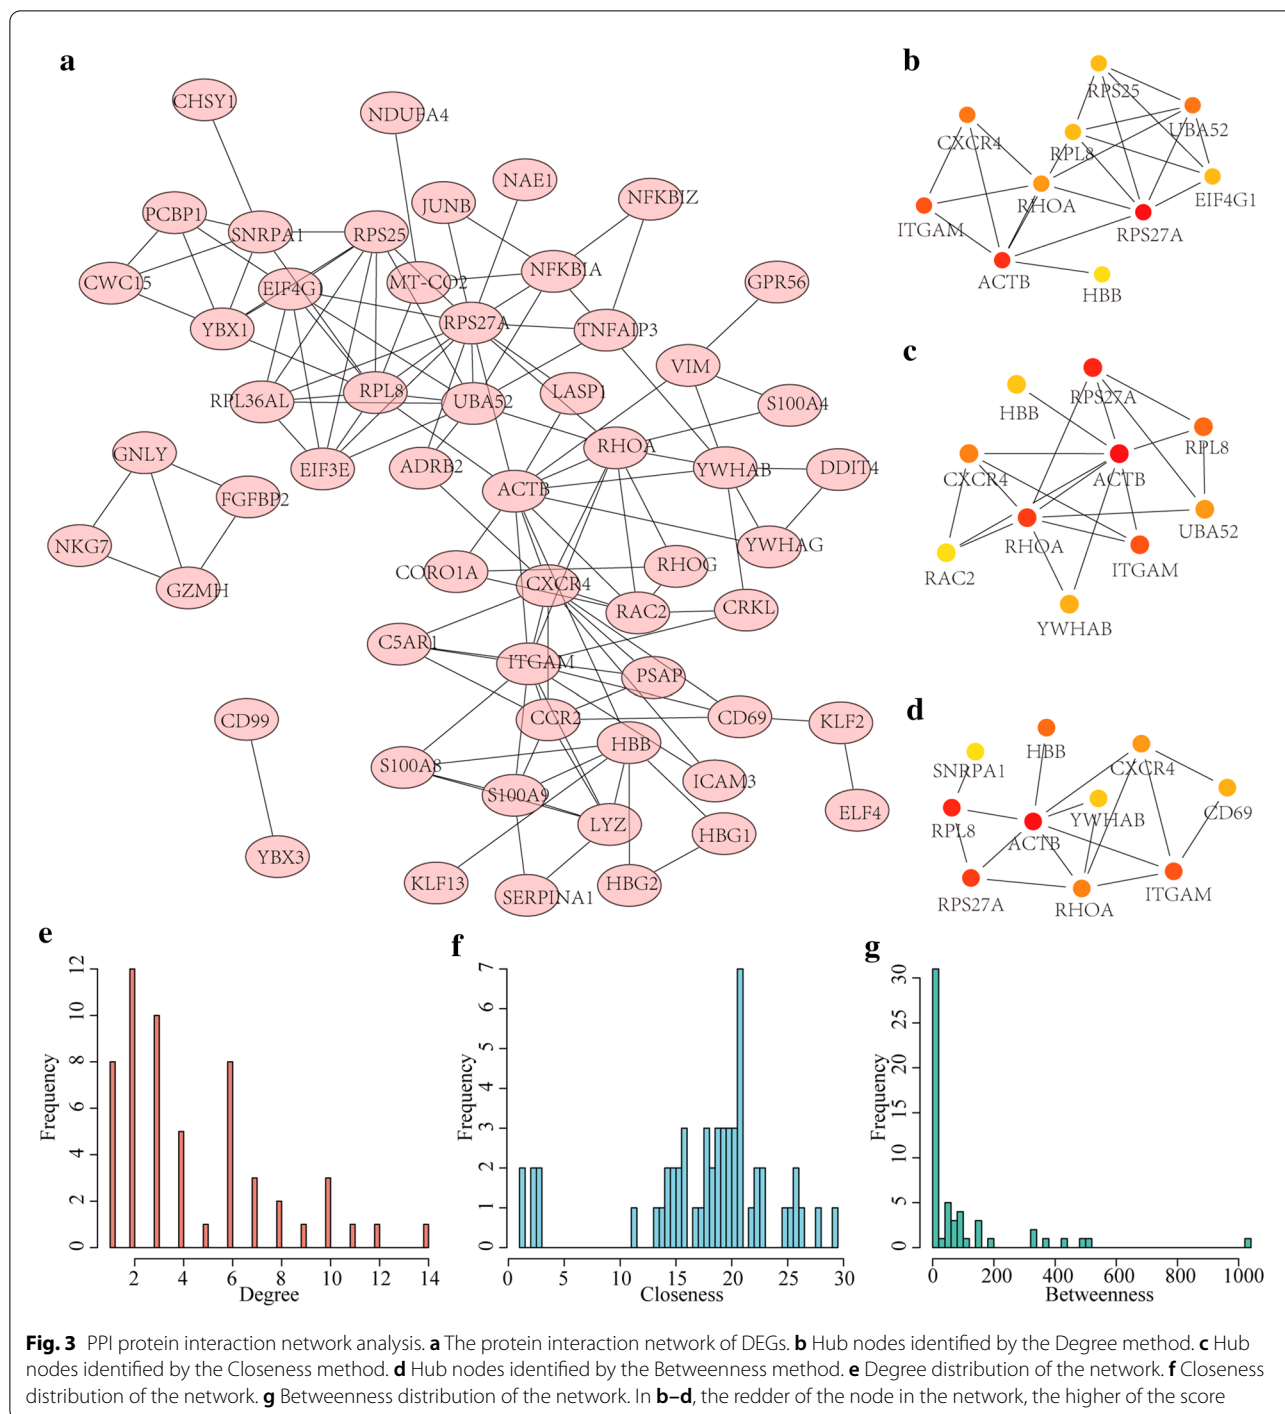 a
CHSY1
NDUFA4
NAE1
JUNB
NFKBIZ
PCBP1
SNRPA1
RPS25
CWC15
EIF4G1
MT-CO2
NFKBIA
GPR56
YBX1
RPS27A
TNFAIP3
VIM
RPL36AL
RPL8
UBA52
LASP1
S100A4
GNLY
EIF3E
ADRB2
RHOA
YWHAB
DDIT4
FGFBP2
ACTB
NKG7
GZMH
CORO1A
CXCR4
RHOG
YWHAG
RAC2
CRKL
C5AR1
ITGAM
PSAP
CD99
CCR2
CD69
KLF2
HBB
S100A8
S100A9
ICAM3
LYZ
ELF4
HBG1
YBX3
KLF13
SERPINA1
HBG2
b
RPS25
UBA52
CXCR4
RPL8
EIF4G1
RHOA
ITGAM
RPS27A
ACTB
HBB
c
RPS27A
HBB
RPL8
CXCR4
ACTB
UBA52
RHOA
ITGAM
RAC2
YWHAB
d
HBB
SNRPA1
CXCR4
CD69
YWHAB
RPL8
ACTB
ITGAM
RPS27A
RHOA
e
Frequency
0 2 4 6 8 10 12
2 4 6 8 10 12 14
Degree
f
Frequency
0 1 2 3 4 5 6 7
0 5 10 15 20 25 30
Closeness
g
Frequency
0 5 10 15 20 25 30
0 200 400 600 800 1000
Betweenness
Fig. 3 PPI protein interaction network analysis. a The protein interaction network of DEGs. b Hub nodes identified by the Degree method. c Hub
nodes identified by the Closeness method. d Hub nodes identified by the Betweenness method. e Degree distribution of the network. f Closeness
distribution of the network. g Betweenness distribution of the network. In b–d, the redder of the node in the network, the higher of the score